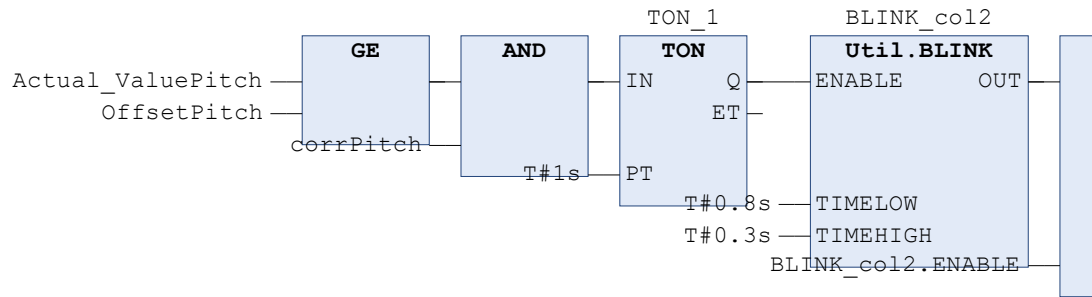 TON_1
BLINK_col2
GE
AND
TON
Util.BLINK
Actual_ValuePitch
IN
Q
ENABLE
OUT
OffsetPitch
ET
corrPitch
T#1s
PT
T#0.8s
TIMELOW
T#0.3s
TIMEHIGH
BLINK_col2.ENABLE